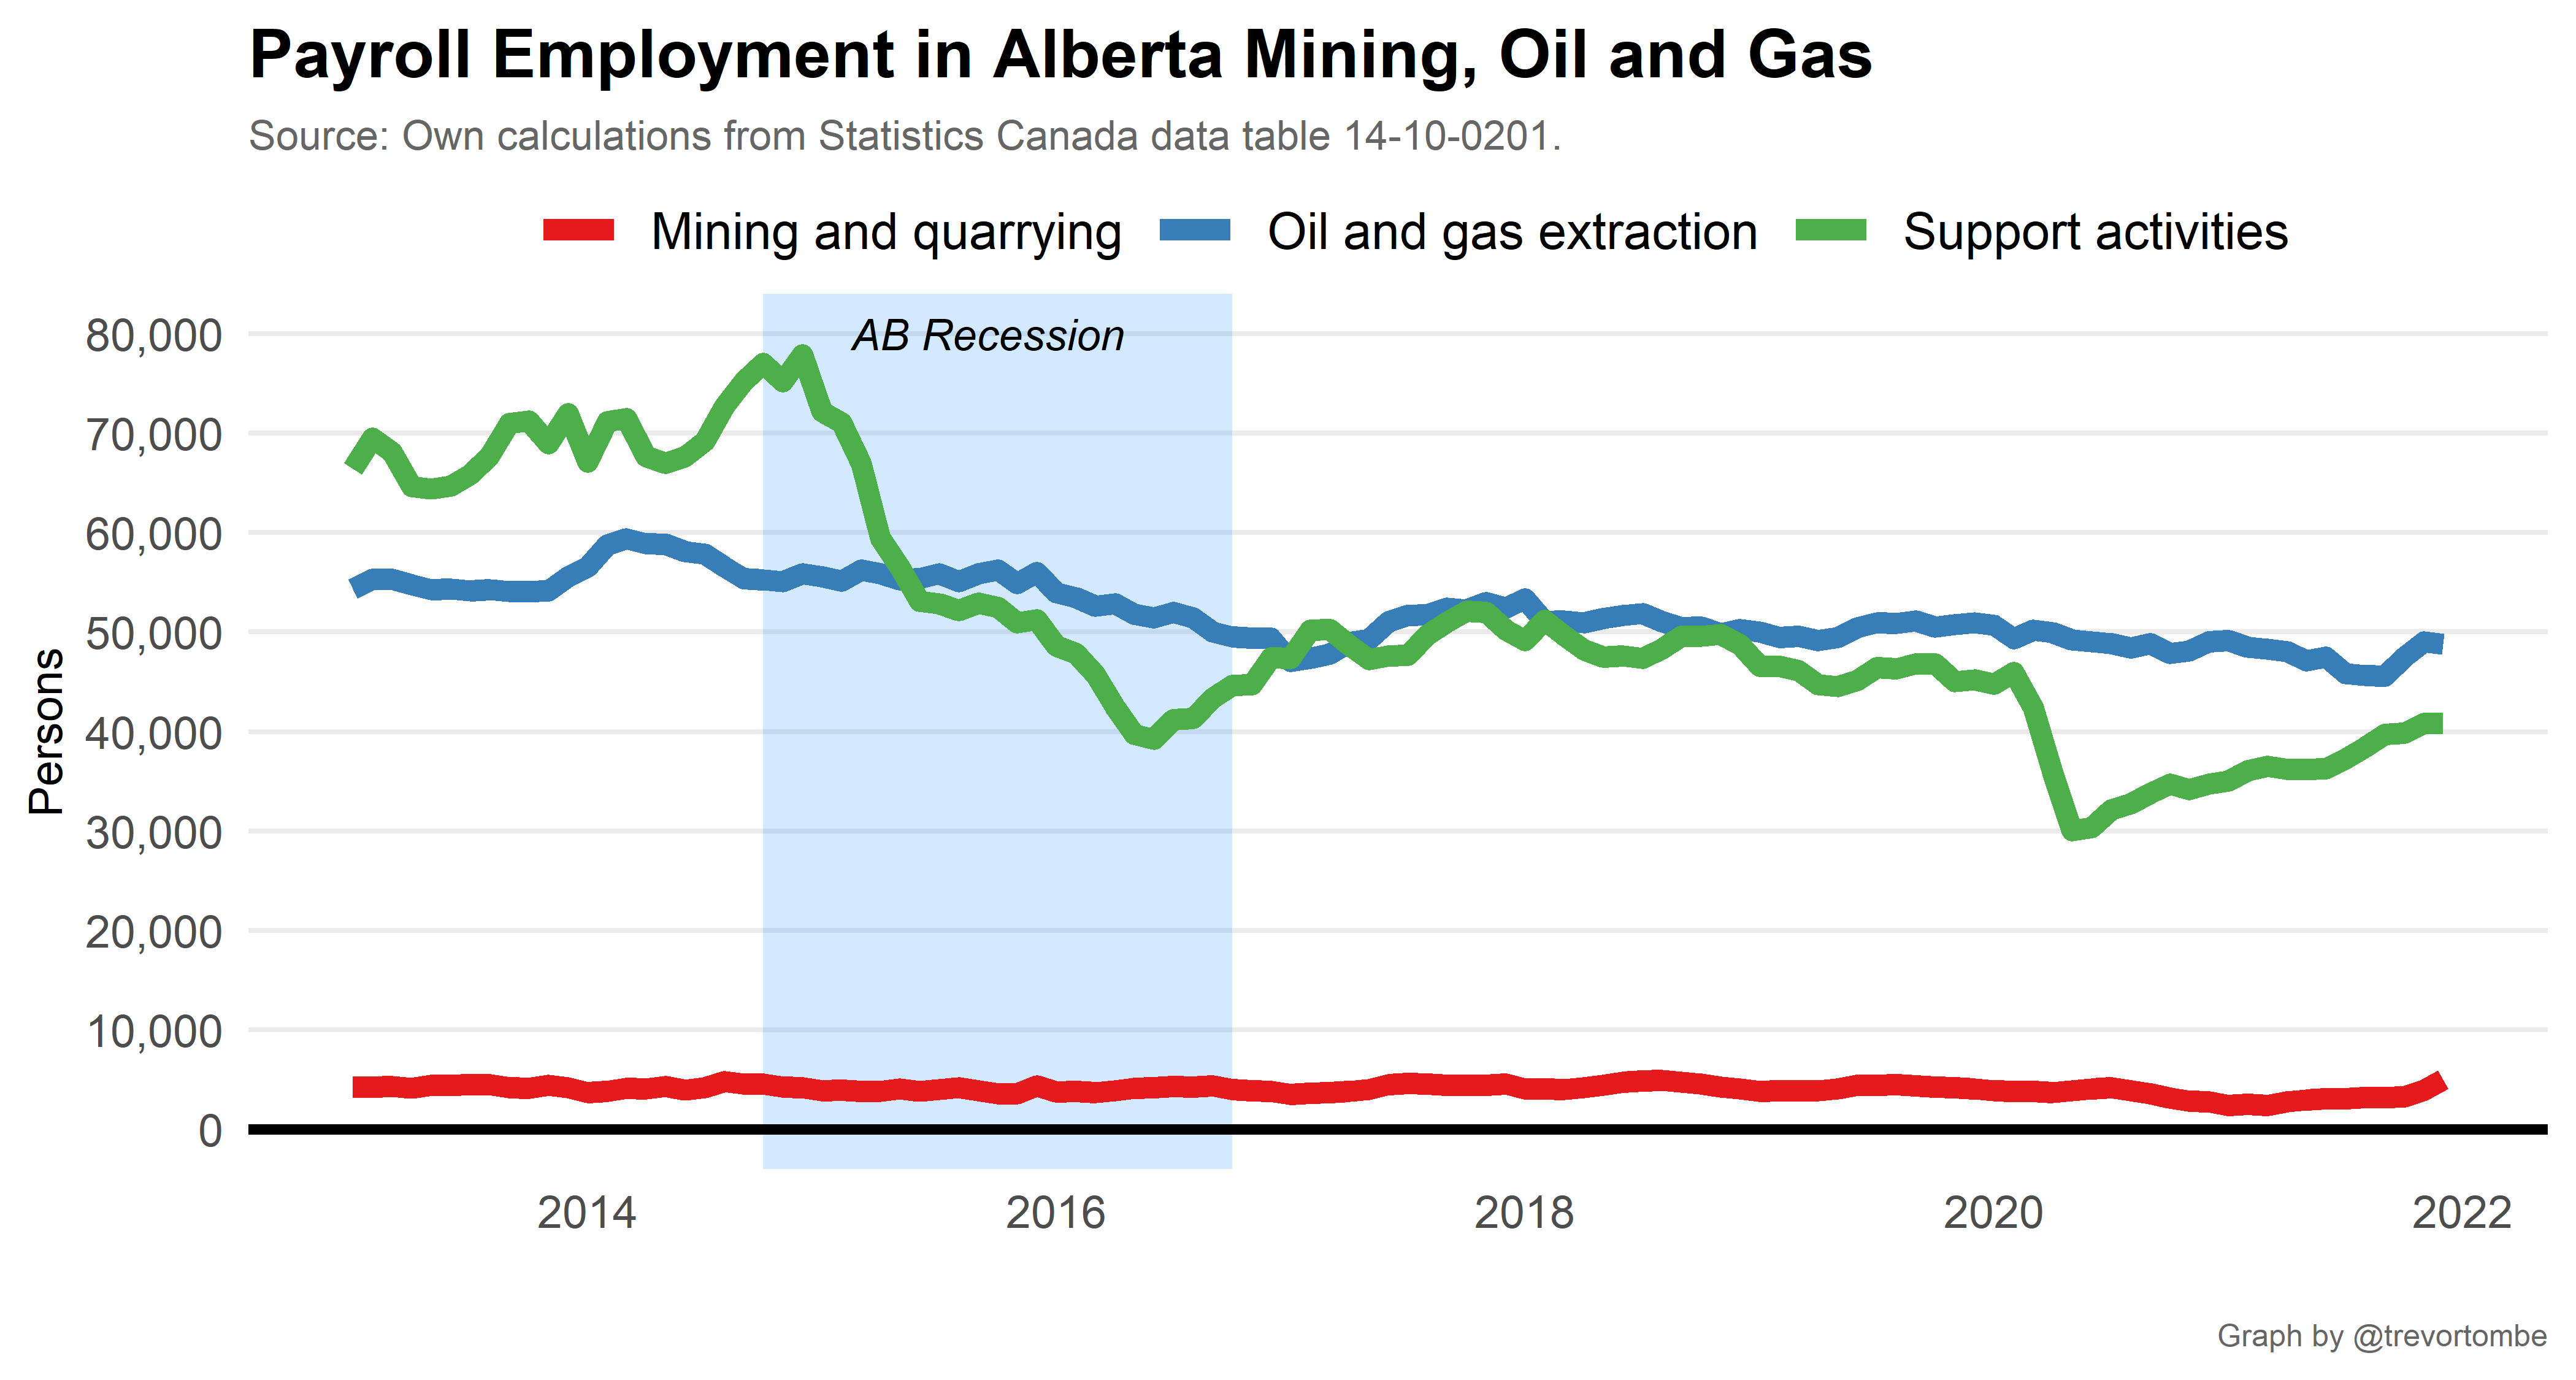 Payroll Employment in Alberta Mining, Oil and Gas
Source: Own calculations from Statistics Canada data table 14-10-0201.
Mining and quarrying
Oil and gas extraction
Support activities
AB Recession
Persons
80,000
70,000
60,000
50,000
40,000
30,000
20,000
10,000
0
2014
2016
2018
2020
2022
Graph by @trevortombe